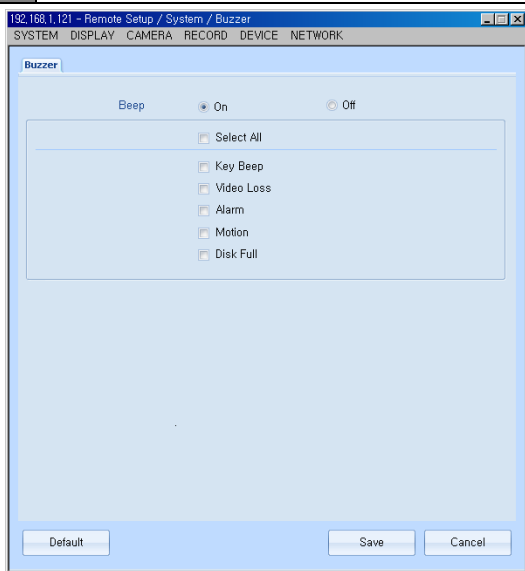 192,168,1,121 - Remote Setup / System / Buzzer
SYSTEM DISPLAY CAMERA RECORD DEVICE NETWORK
Buzzer
Beep On Off
Select All
Key Beep
Video Loss
Alarm
Motion
Disk Full
Default Save Cancel